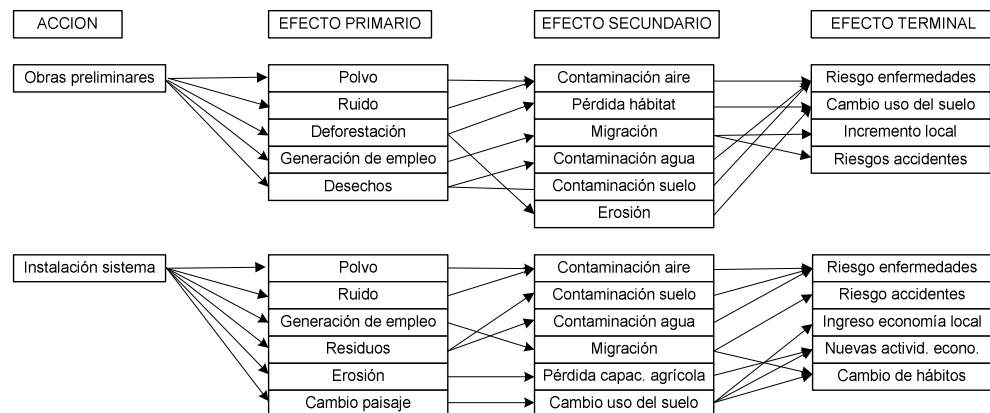 ACCION
EFECTO PRIMARIO
EFECTO SECUNDARIO
EFECTO TERMINAL
Obras preliminares
Polvo
Ruido
Deforestación
Generación de empleo
Desechos
Contaminación aire
Pérdida hábitat
Migración
Contaminación agua
Contaminación suelo
Erosión
Riesgo enfermedades
Cambio uso del suelo
Incremento local
Riesgos accidentes
Instalación sistema
Polvo
Ruido
Generación de empleo
Residuos
Erosión
Cambio paisaje
Contaminación aire
Contaminación suelo
Contaminación agua
Migración
Pérdida capac. agrícola
Cambio uso del suelo
Riesgo enfermedades
Riesgo accidentes
Ingreso economía local
Nuevas activid. econo.
Cambio de hábitos